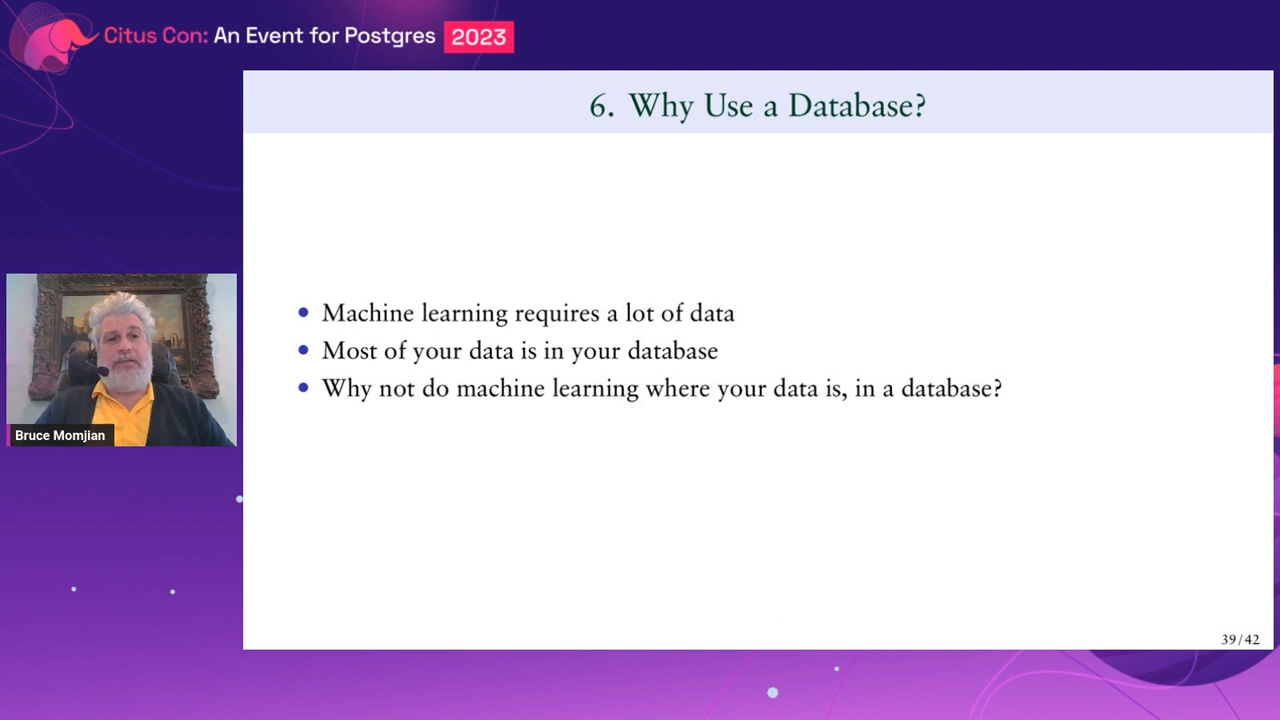 Citus Con: An Event for Postgres 2023
6. Why Use a Database?
• Machine learning requires a lot of data
• Most of your data is in your database
• Why not do machine learning where your data is, in a database?
Bruce Momjian
39/42